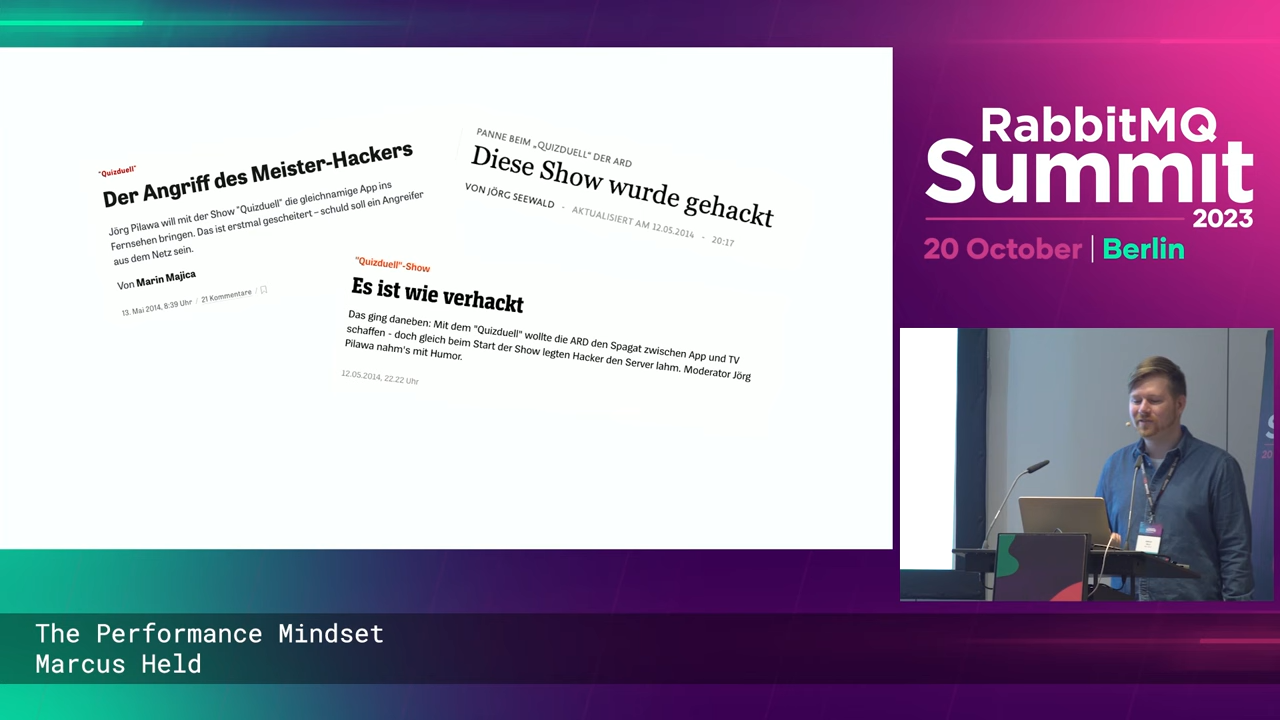 "Quizduell"
Der Angriff des Meister-Hackers
Jörg Pilawa will mit der Show "Quizduell" die gleichnamige App ins
Fernsehen bringen. Das ist erstmal gescheitert – schuld soll ein Angreifer
aus dem Netz sein.
Von Marin Majica
13. Mai 2014, 8:39 Uhr / 21 Kommentare /
PANNE BEIM „QUIZDUELL“ DER ARD
Diese Show wurde gehackt
VON JÖRG SEEWALD - AKTUALISIERT AM 12.05.2014 - 20:17
"Quizduell"-Show
Es ist wie verhackt
Das ging daneben: Mit dem "Quizduell" wollte die ARD den Spagat zwischen App und TV
schaffen - doch gleich beim Start der Show legten Hacker den Server lahm. Moderator Jörg
Pilawa nahm's mit Humor.
12.05.2014, 22.22 Uhr
RabbitMQ
Summit
2023
20 October | Berlin
The Performance Mindset
Marcus Held